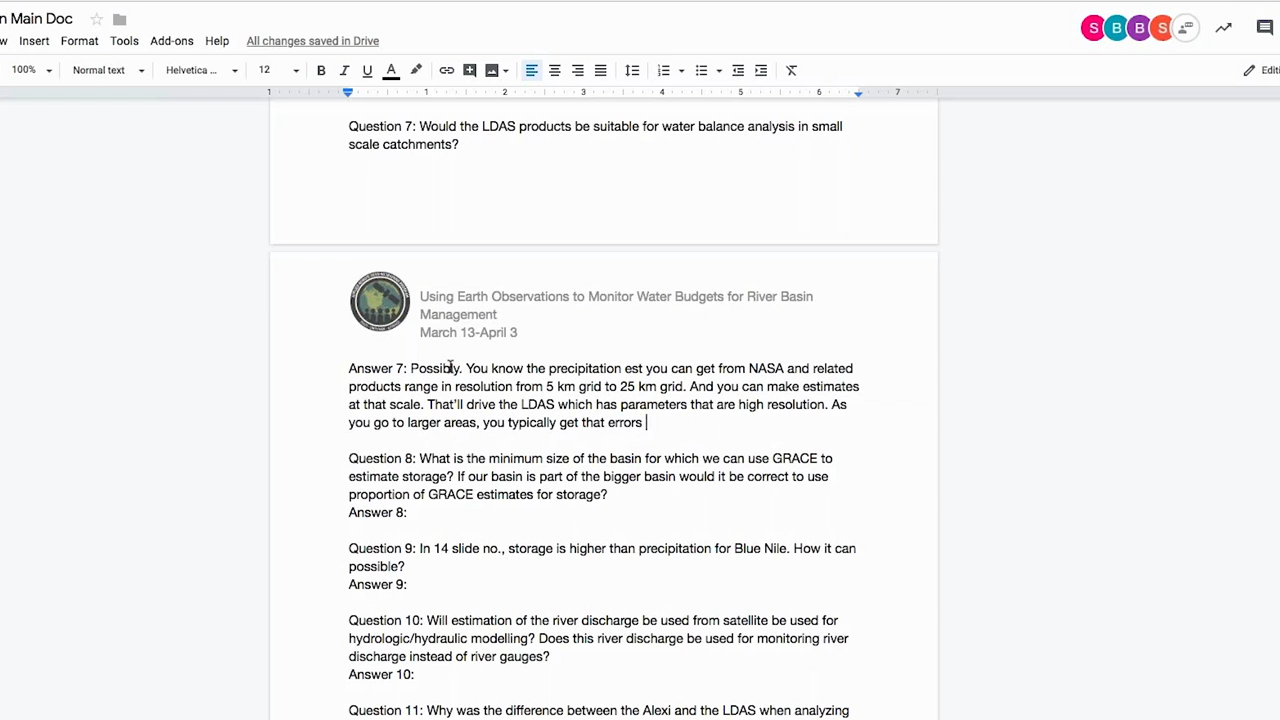 n Main Doc
w Insert Format Tools Add-ons Help All changes saved in Drive
S B B S
100% Normal text Helvetica ... 12 B I U A Editi
1 1 2 3 4 5 6 7
Question 7: Would the LDAS products be suitable for water balance analysis in small
scale catchments?
Using Earth Observations to Monitor Water Budgets for River Basin
Management
March 13-April 3
Answer 7: Possibly. You know the precipitation est you can get from NASA and related
products range in resolution from 5 km grid to 25 km grid. And you can make estimates
at that scale. That'll drive the LDAS which has parameters that are high resolution. As
you go to larger areas, you typically get that errors
Question 8: What is the minimum size of the basin for which we can use GRACE to
estimate storage? If our basin is part of the bigger basin would it be correct to use
proportion of GRACE estimates for storage?
Answer 8:
Question 9: In 14 slide no., storage is higher than precipitation for Blue Nile. How it can
possible?
Answer 9:
Question 10: Will estimation of the river discharge be used from satellite be used for
hydrologic/hydraulic modelling? Does this river discharge be used for monitoring river
discharge instead of river gauges?
Answer 10:
Question 11: Why was the difference between the Alexi and the LDAS when analyzing